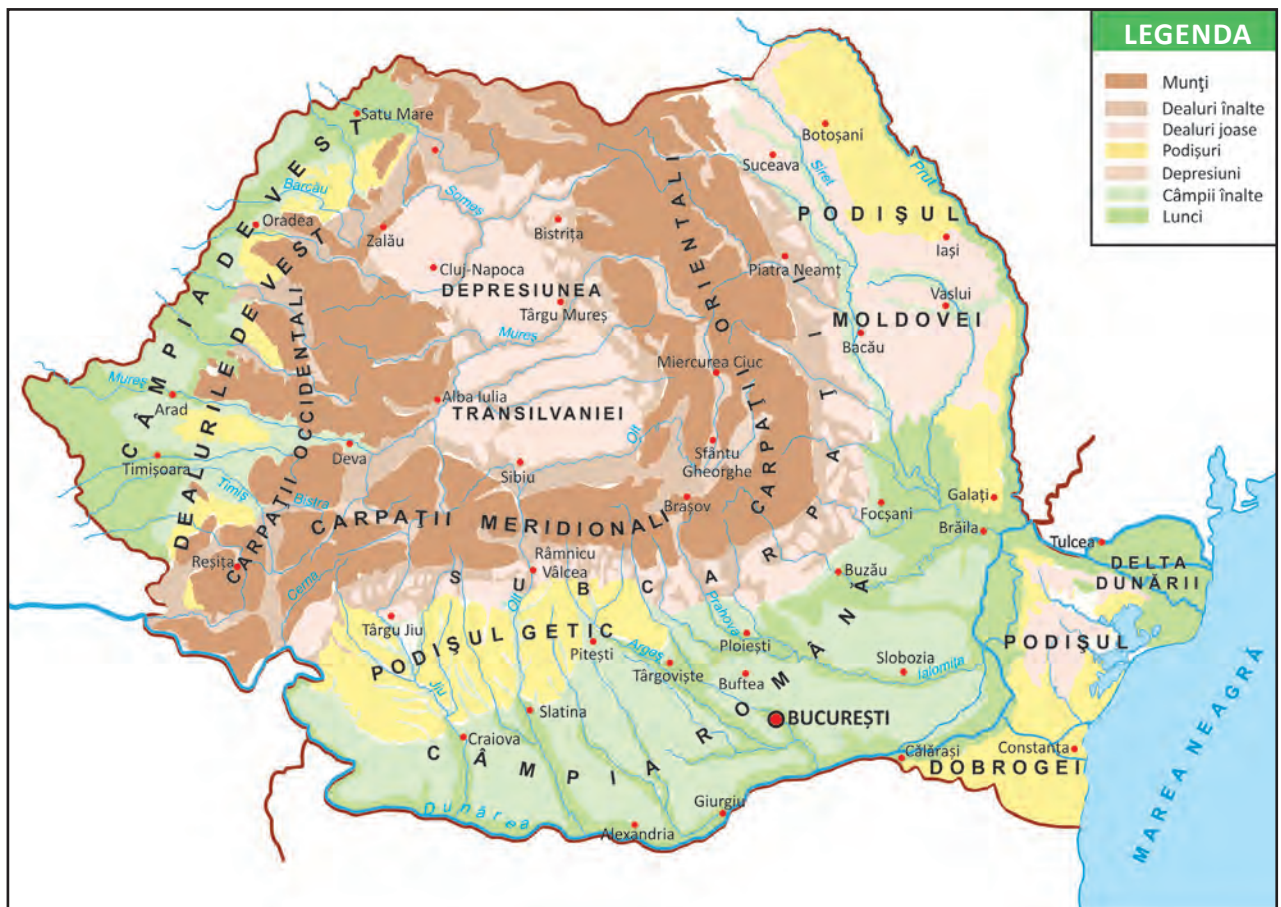 LEGENDA
Munți
Dealuri înalte
Dealuri joase
Podișuri
Depresiuni
Câmpii înalte
Lunci
Satu Mare
Botoșani
Suceava
Siret
Prut
Barcău
Someș
Oradea
Zalău
Bistrița
PODIȘUL
Iași
CÂMPIA DE VEST
DEALURILE DE VEST
CARPAȚII OCCIDENTALI
CARPAȚII ORIENTALI
Cluj-Napoca
DEPRESIUNEA
Piatra Neamț
Târgu Mureș
Vaslui
MOLDOVEI
Mureș
Bacău
Miercurea Ciuc
Mureș
Arad
Alba Iulia
TRANSILVANIEI
Olt
Sfântu
Gheorghe
Timișoara
Deva
Sibiu
Timiș
Bistra
Brașov
CARPAȚII MERIDIONALI
Focșani
Galați
Brăila
Tulcea
DELTA
DUNĂRII
Reșița
Cerna
Râmnicu
Vâlcea
SUBCARPAȚII
Buzău
Olt
Târgu Jiu
PODIȘUL GETIC
Prahova
Pitești
Argeș
Ploiești
PODIȘUL
Târgoviște
Buftea
Slobozia
Ialomița
Jiu
Slatina
BUCUREȘTI
Craiova
CÂMPIA ROMÂNĂ
Călărași
Constanța
DOBROGEI
Dunărea
Giurgiu
Alexandria
MAREA NEAGRĂ